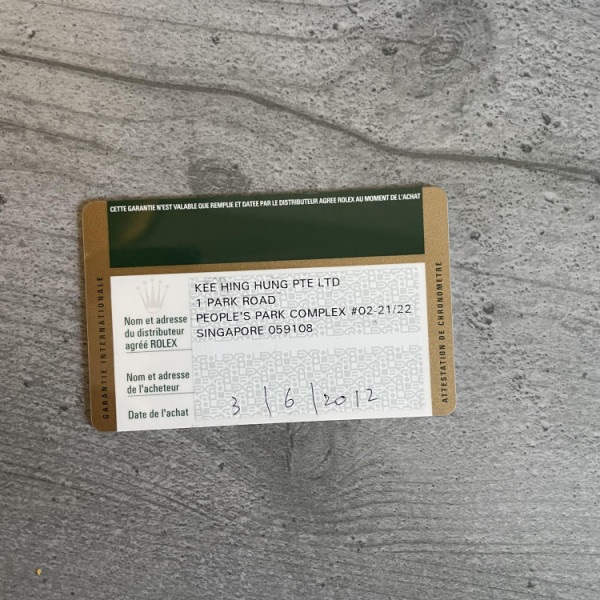 CETTE GARANTIE N'EST VALABLE QUE REMPLIE ET DATEE PAR LE DISTRIBUTEUR AGREE ROLEX AU MOMENT DE L'ACHAT
GARANTIE INTERNATIONALE
Nom et adresse
du distributeur
agréé ROLEX
KEE HING HUNG PTE LTD
1 PARK ROAD
PEOPLE'S PARK COMPLEX #02-21/22
SINGAPORE 059108
Nom et adresse
de l'acheteur
Date de l'achat
3 / 6 / 2012
ATTESTATION DE CHRONOMETRE